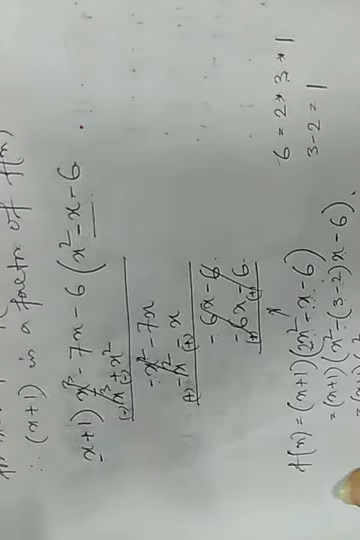 ∴ (x+1) is a factor of f(x)
x+1) x³ - 7x - 6 (x² - x - 6
(-)x³ + (-)x²
-x² - 7x
(+)-x² (+)- x
-6x - 6
(+)-6x (+)- 6
6 = 2 * 3 * 1
3-2 = 1
f(x) = (x+1)(x² - x - 6)
= (x+1)(x² - (3-2)x - 6).